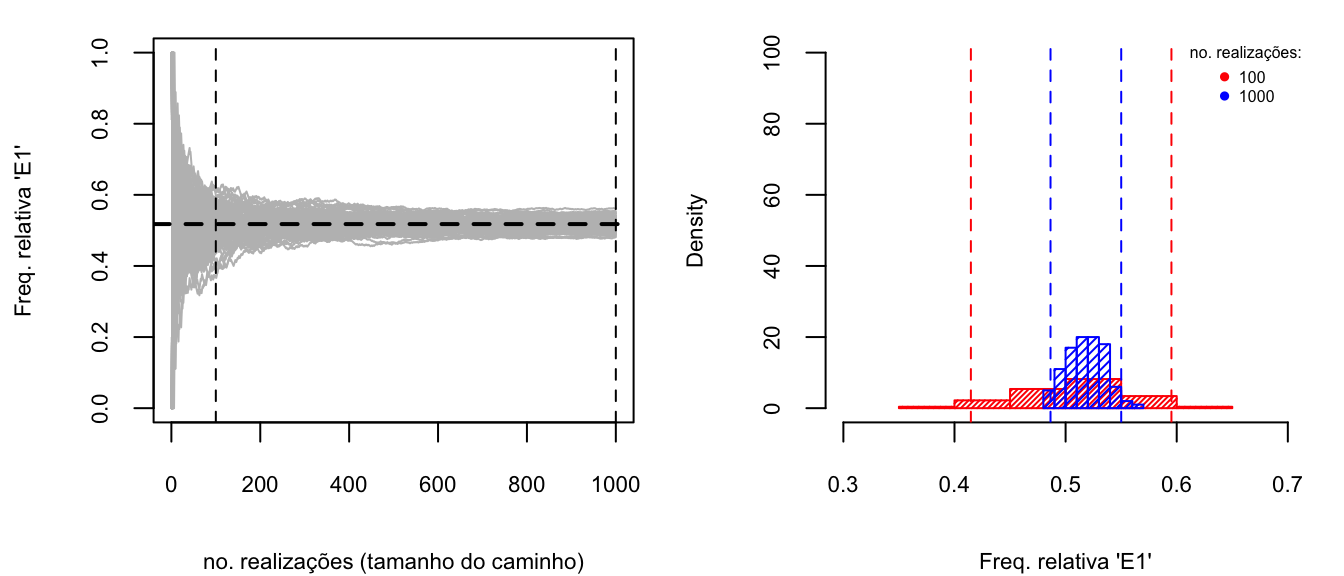 Freq. relativa 'E1'
1.0
0.8
0.6
0.4
0.2
0.0
0 200 400 600 800 1000
no. realizações (tamanho do caminho)
Density
100
80
60
40
20
0
0.3 0.4 0.5 0.6 0.7
Freq. relativa 'E1'
no. realizações:
100
1000